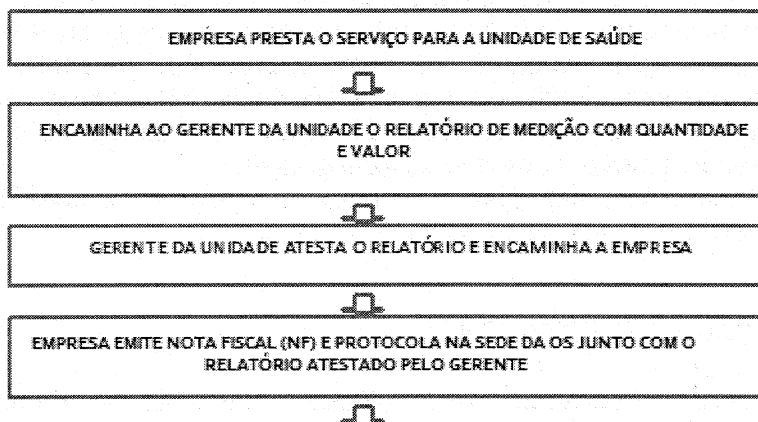 EMPRESA PRESTA O SERVIÇO PARA A UNIDADE DE SAÚDE
ENCAMINHA AO GERENTE DA UNIDADE O RELATÓRIO DE MEDIÇÃO COM QUANTIDADE
E VALOR
GERENTE DA UNIDADE ATESTA O RELATÓRIO E ENCAMINHA A EMPRESA
EMPRESA EMITE NOTA FISCAL (NF) E PROTOCOLA NA SEDE DA OS JUNTO COM O
RELATÓRIO ATESTADO PELO GERENTE